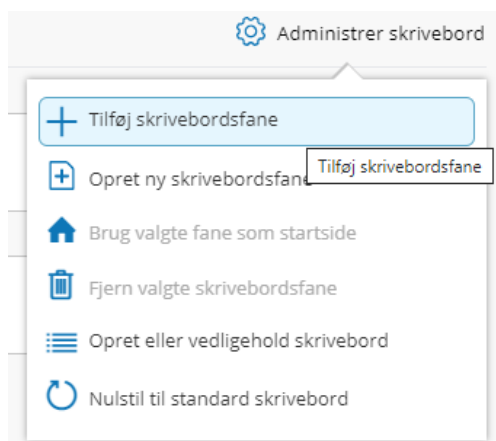 Administrer skrivebord
Tilføj skrivebordsfane
Opret ny skrivebordsfane
Tilføj skrivebordsfane
Brug valgte fane som startside
Fjern valgte skrivebordsfane
Opret eller vedligehold skrivebord
Nulstil til standard skrivebord